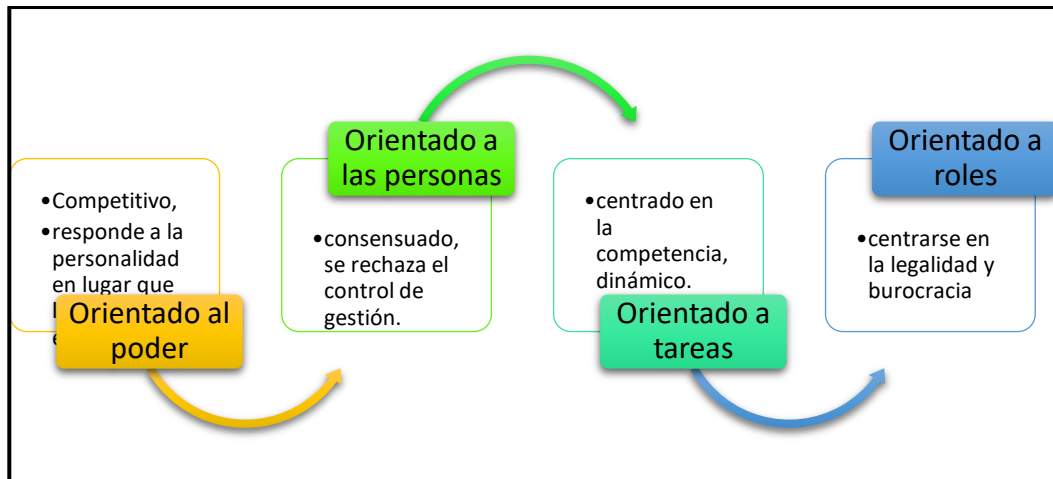 •Competitivo,
•responde a la
personalidad
en lugar que
Orientado al
poder
Orientado a
las personas
•consensuado,
se rechaza el
control de
gestión.
•centrado en
la
competencia,
dinámico.
Orientado a
tareas
Orientado a
roles
•centrarse en
la legalidad y
burocracia